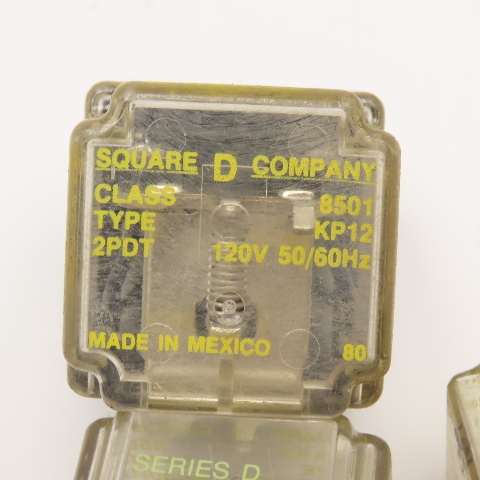 SQUARE D COMPANY
CLASS 8501
TYPE KP12
2PDT 120V 50/60Hz
MADE IN MEXICO 80
SERIES D